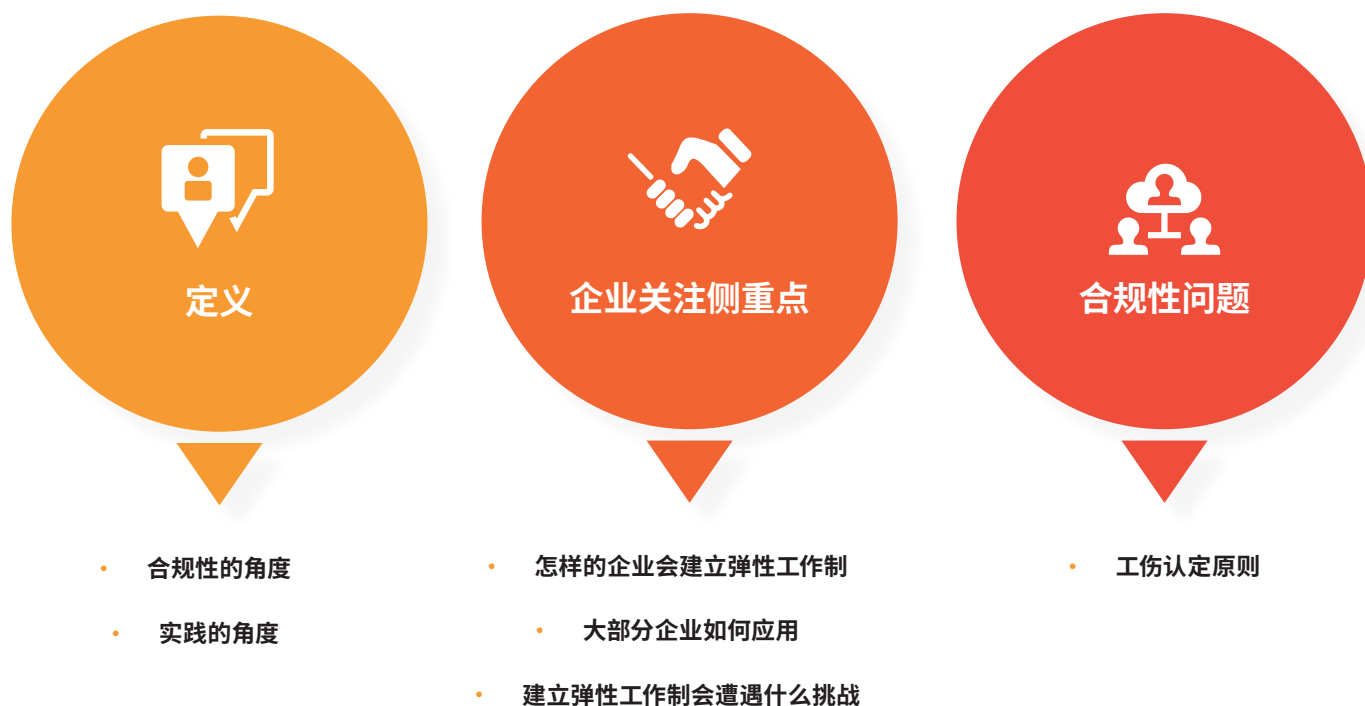 定义
合规性的角度
实践的角度
企业关注侧重点
怎样的企业会建立弹性工作制
大部分企业如何应用
建立弹性工作制会遭遇什么挑战
合规性问题
工伤认定原则